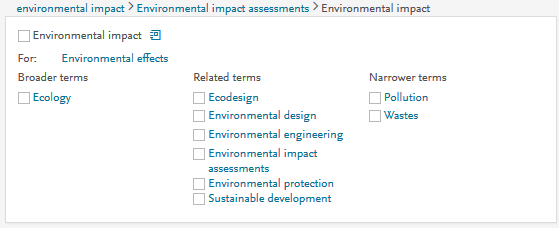 environmental impact > Environmental impact assessments > Environmental impact
Environmental impact
For: Environmental effects
Broader terms
Ecology
Related terms
Ecodesign
Environmental design
Environmental engineering
Environmental impact
assessments
Environmental protection
Sustainable development
Narrower terms
Pollution
Wastes